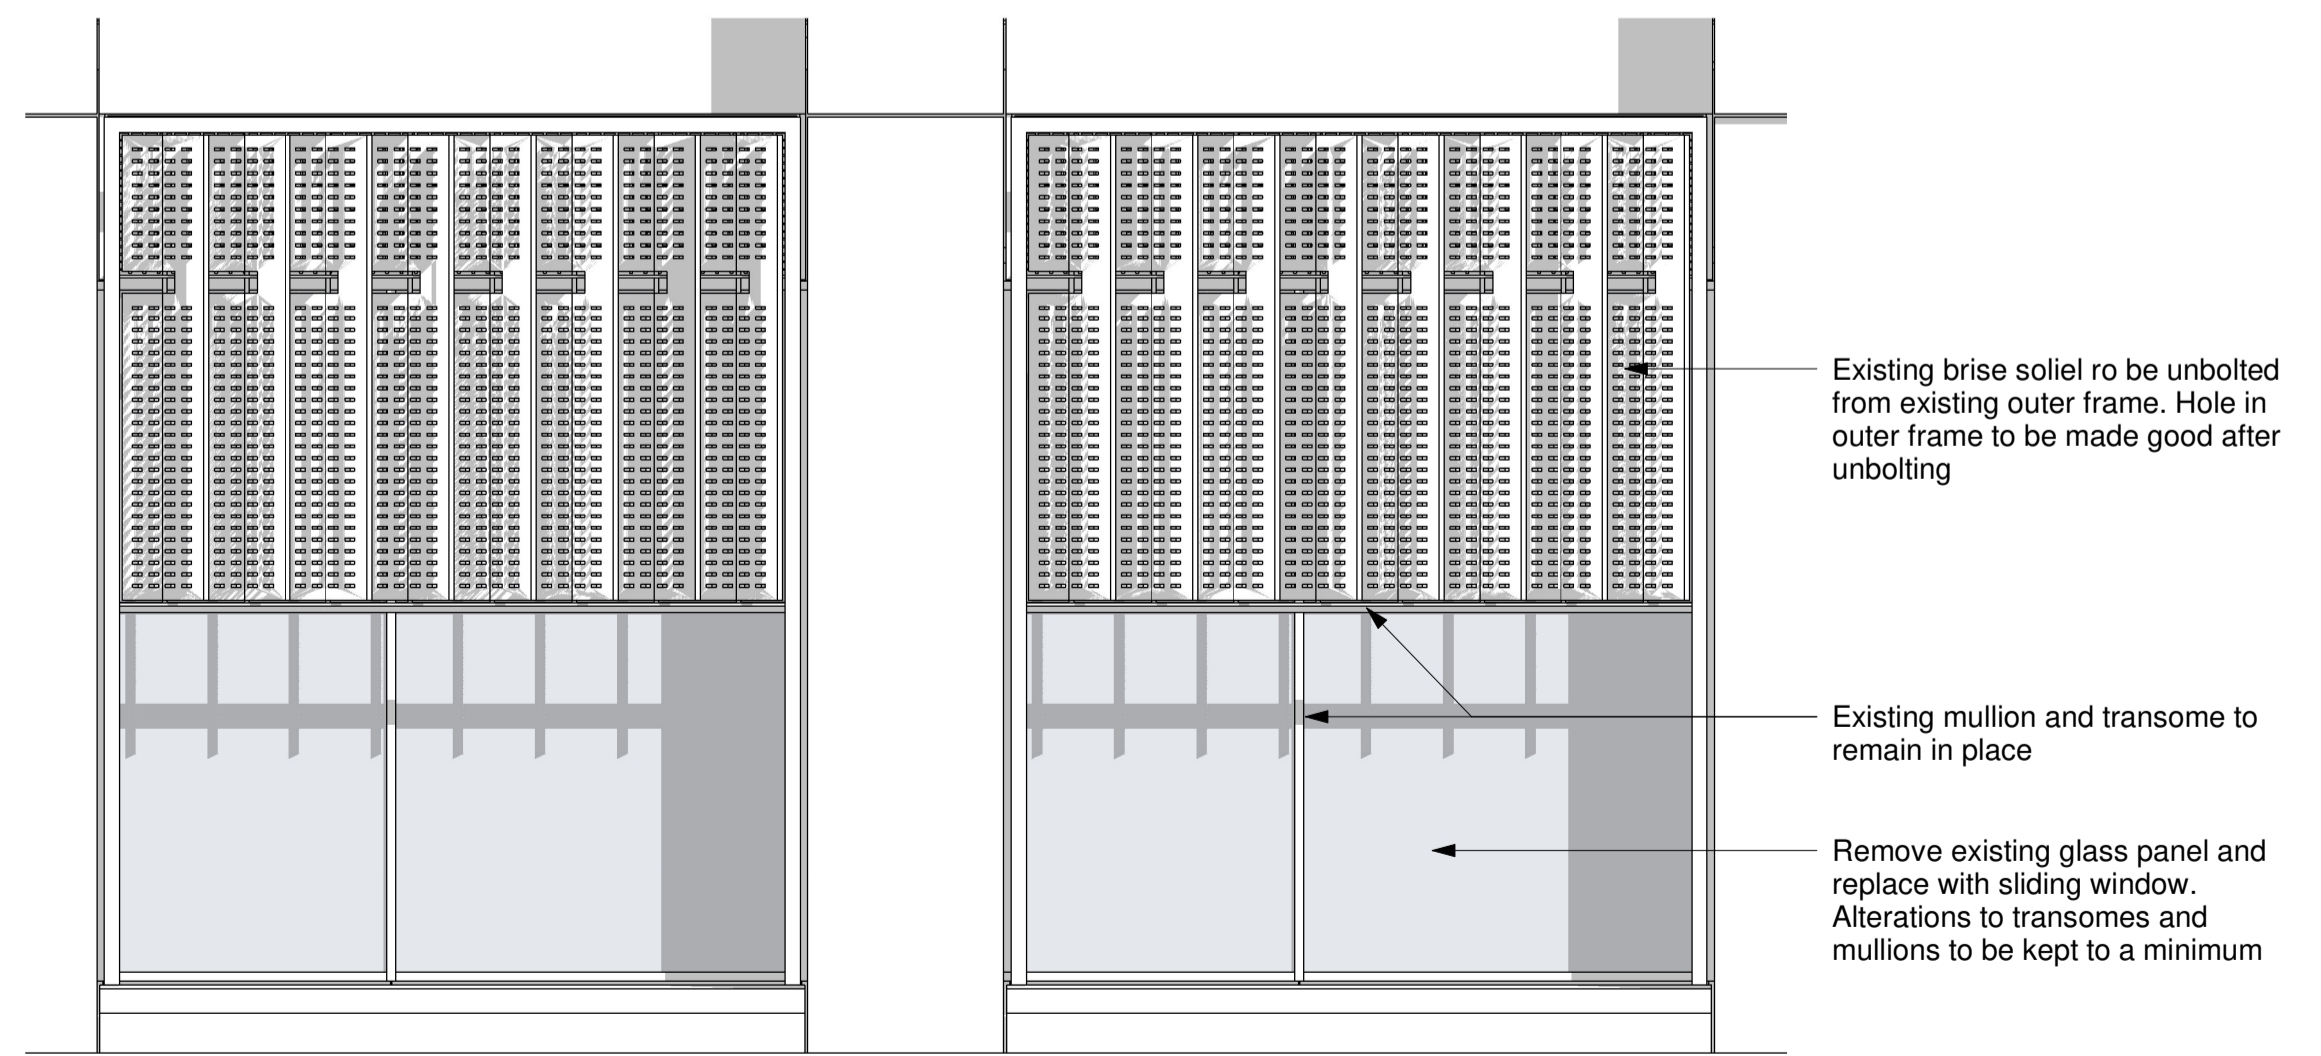 Existing brise soliel ro be unbolted
from existing outer frame. Hole in
outer frame to be made good after
unbolting
Existing mullion and transome to
remain in place
Remove existing glass panel and
replace with sliding window.
Alterations to transomes and
mullions to be kept to a minimum